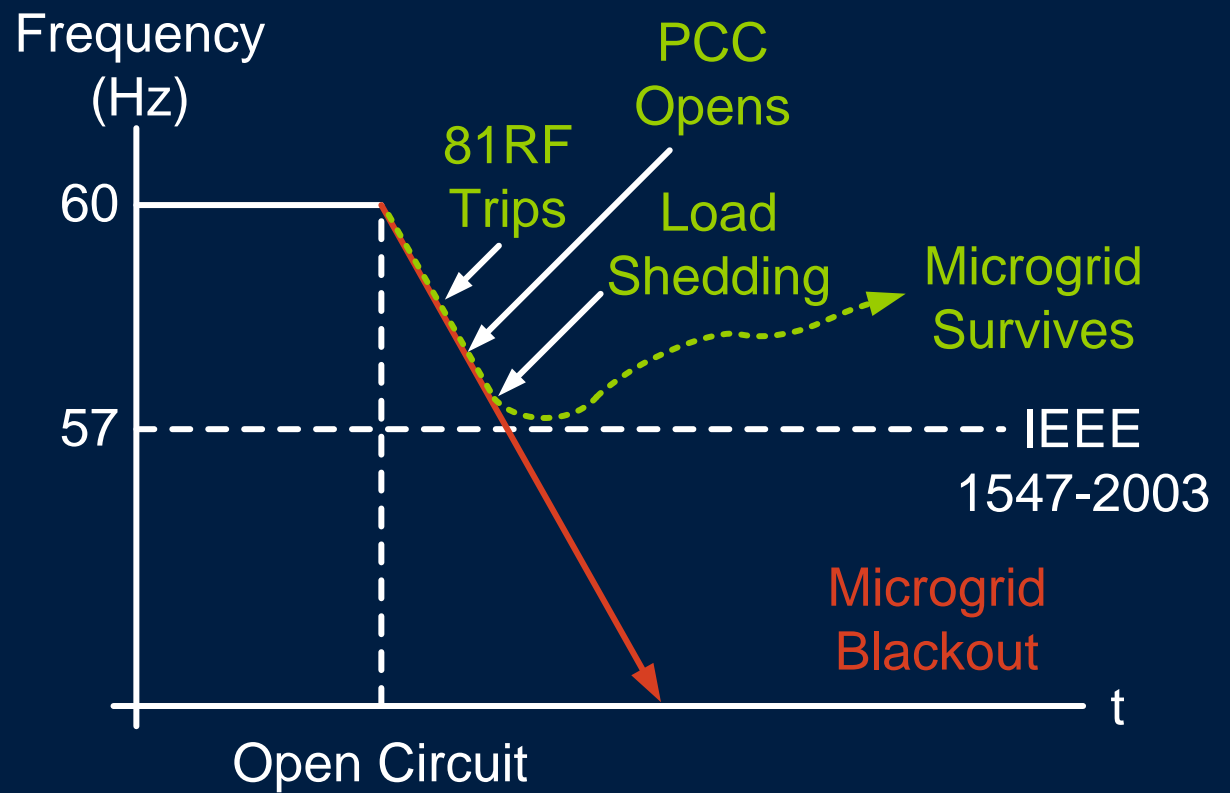 Frequency
(Hz)
PCC
Opens
81RF
Trips
60
Load
Shedding
Microgrid
Survives
57
IEEE
1547-2003
Microgrid
Blackout
t
Open Circuit